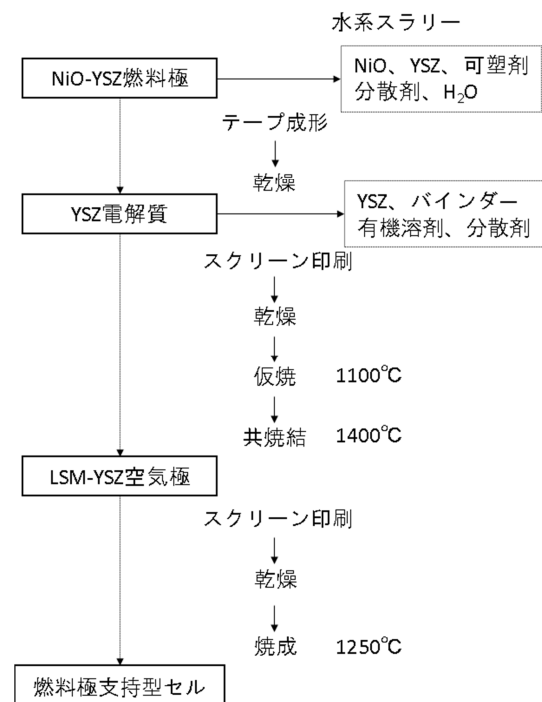 水系スラリー
NiO-YSZ燃料極
NiO、YSZ、可塑剤
分散剤、H₂O
テープ成形
乾燥
YSZ電解質
YSZ、バインダー
有機溶剤、分散剤
スクリーン印刷
乾燥
仮焼 1100℃
共焼結 1400℃
LSM-YSZ空気極
スクリーン印刷
乾燥
焼成 1250℃
燃料極支持型セル